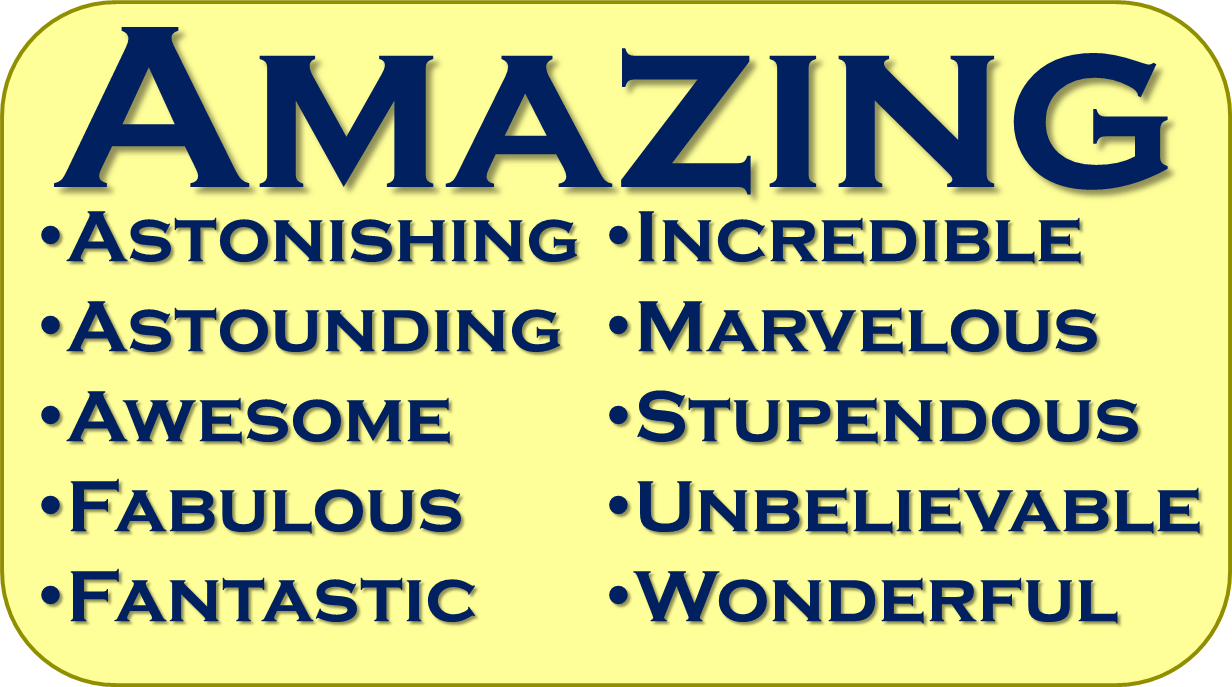 Amazing
•Astonishing
•Astounding
•Awesome
•Fabulous
•Fantastic
•Incredible
•Marvelous
•Stupendous
•Unbelievable
•Wonderful